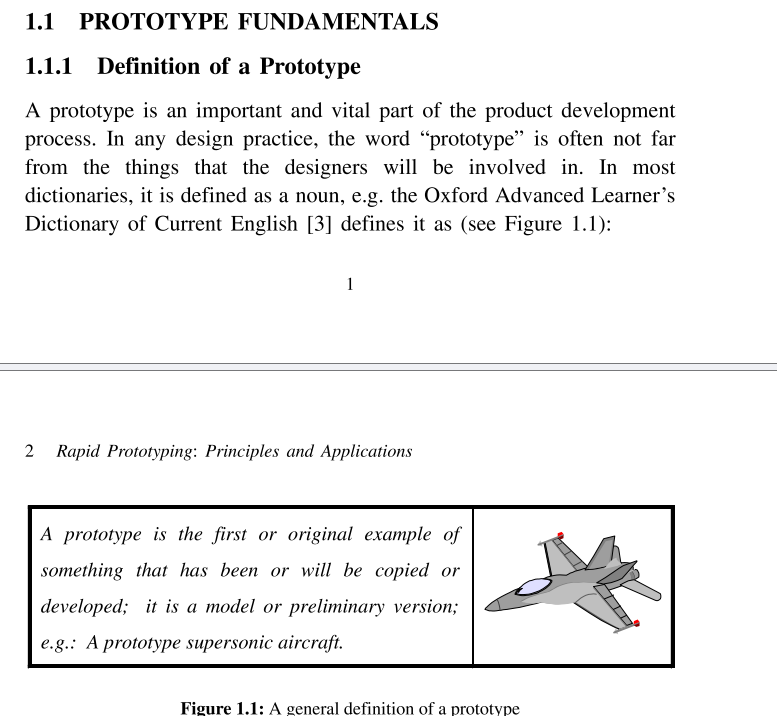 1.1 PROTOTYPE FUNDAMENTALS
1.1.1 Definition of a Prototype
A prototype is an important and vital part of the product development
process. In any design practice, the word “prototype” is often not far
from the things that the designers will be involved in. In most
dictionaries, it is defined as a noun, e.g. the Oxford Advanced Learner’s
Dictionary of Current English [3] defines it as (see Figure 1.1):
1
2 Rapid Prototyping: Principles and Applications
A prototype is the first or original example of
something that has been or will be copied or
developed; it is a model or preliminary version;
e.g.: A prototype supersonic aircraft.
Figure 1.1: A general definition of a prototype